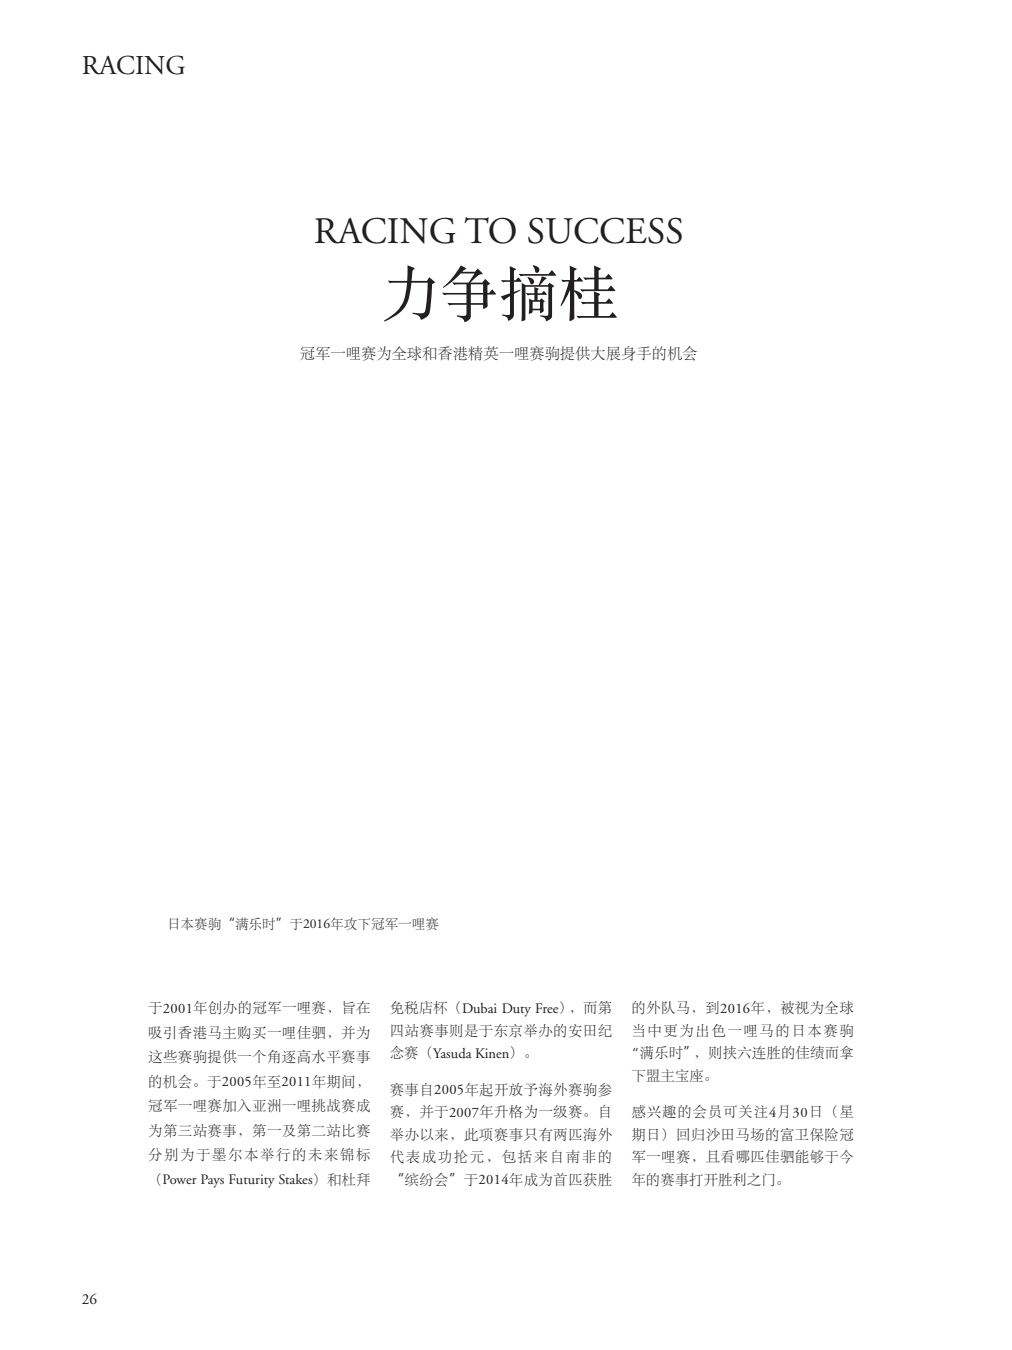 RACING
RACING TO SUCCESS
力争摘桂
冠军一哩赛为全球和香港精英一哩赛驹提供大展身手的机会
日本赛驹“满乐时”于2016年攻下冠军一哩赛
于2001年创办的冠军一哩赛，旨在
吸引香港马主购买一哩佳驷，并为
这些赛驹提供一个角逐高水平赛事
的机会。于2005年至2011年期间，
冠军一哩赛加入亚洲一哩挑战赛成
为第三站赛事，第一及第二站比赛
分别为于墨尔本举行的未来锦标
（Power Pays Futurity Stakes）和杜拜
免税店杯（Dubai Duty Free），而第
四站赛事则是于东京举办的安田纪
念赛（Yasuda Kinen）。
赛事自2005年起开放予海外赛驹参
赛，并于2007年升格为一级赛。自
举办以来，此项赛事只有两匹海外
代表成功抡元，包括来自南非的
“缤纷会”于2014年成为首匹获胜
的外队马，到2016年，被视为全球
当中更为出色一哩马的日本赛驹
“满乐时”，则挟六连胜的佳绩而拿
下盟主宝座。
感兴趣的会员可关注4月30日（星
期日）回归沙田马场的富卫保险冠
军一哩赛，且看哪匹佳驷能够于今
年的赛事打开胜利之门。
26